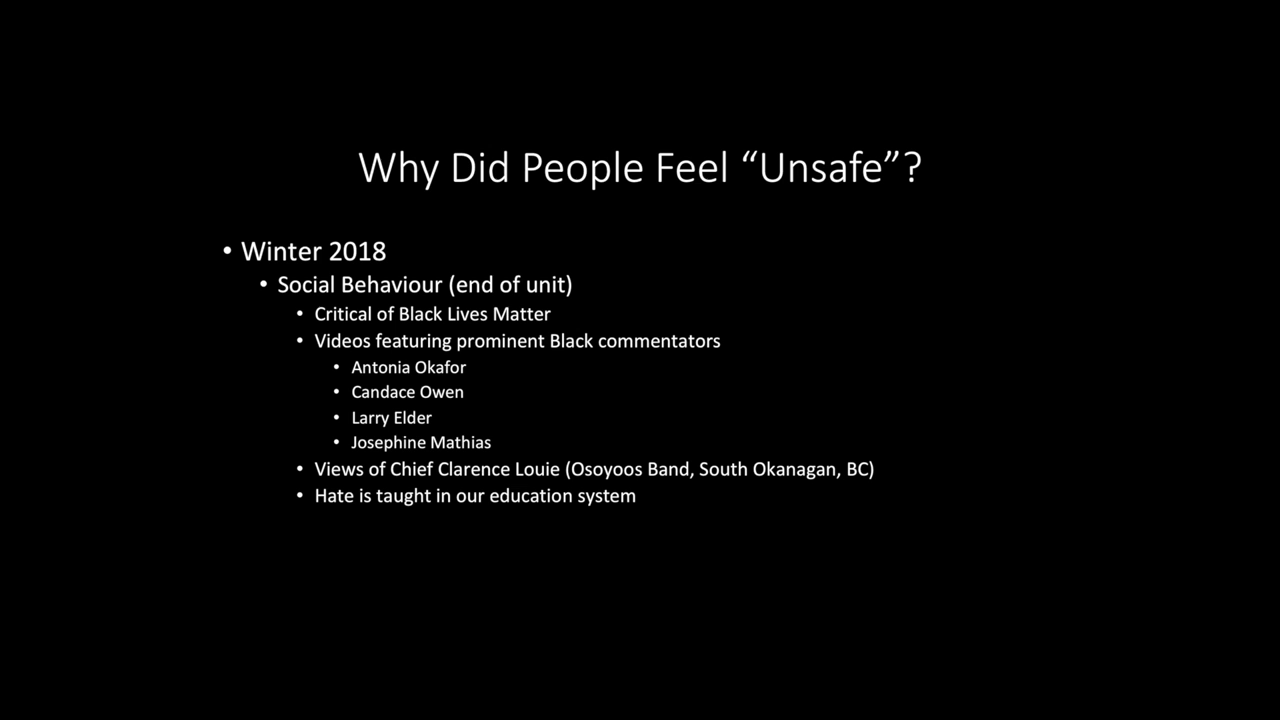 Why Did People Feel “Unsafe”?
• Winter 2018
• Social Behaviour (end of unit)
• Critical of Black Lives Matter
• Videos featuring prominent Black commentators
• Antonia Okafor
• Candace Owen
• Larry Elder
• Josephine Mathias
• Views of Chief Clarence Louie (Osoyoos Band, South Okanagan, BC)
• Hate is taught in our education system